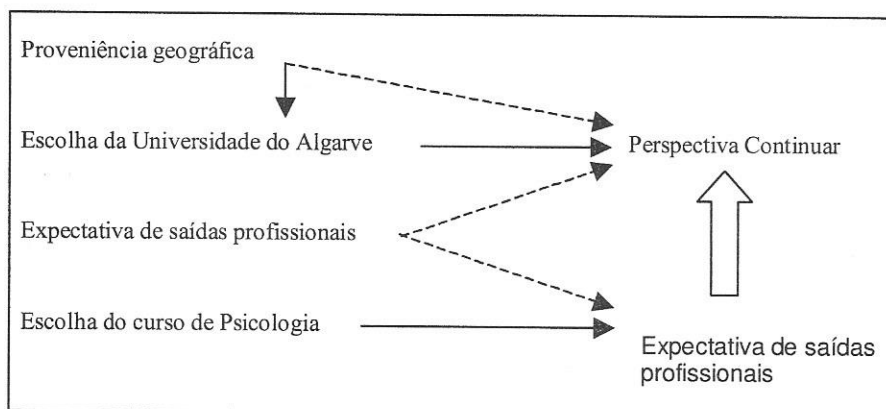 Proveniência geográfica
Escolha da Universidade do Algarve
Perspectiva Continuar
Expectativa de saídas profissionais
Escolha do curso de Psicologia
Expectativa de saídas
profissionais